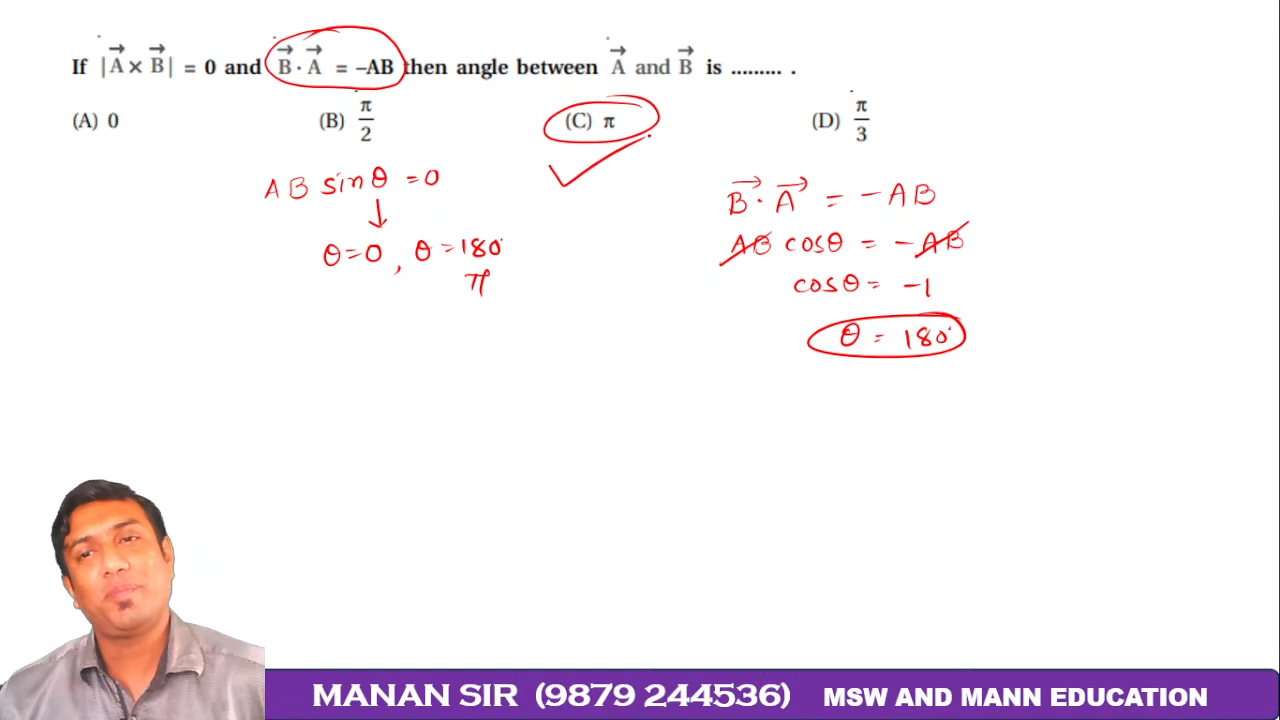 If |A⃗ × B⃗| = 0 and B⃗ · A⃗ = –AB then angle between A⃗ and B⃗ is ......... .
(A) 0 (B) π/2 (C) π (D) π/3
AB sinθ = 0
↓
θ=0, θ=180°
π
B⃗ · A⃗ = -AB
AB cosθ = -AB
cosθ = -1
θ = 180°
MANAN SIR (9879 244536) MSW AND MANN EDUCATION